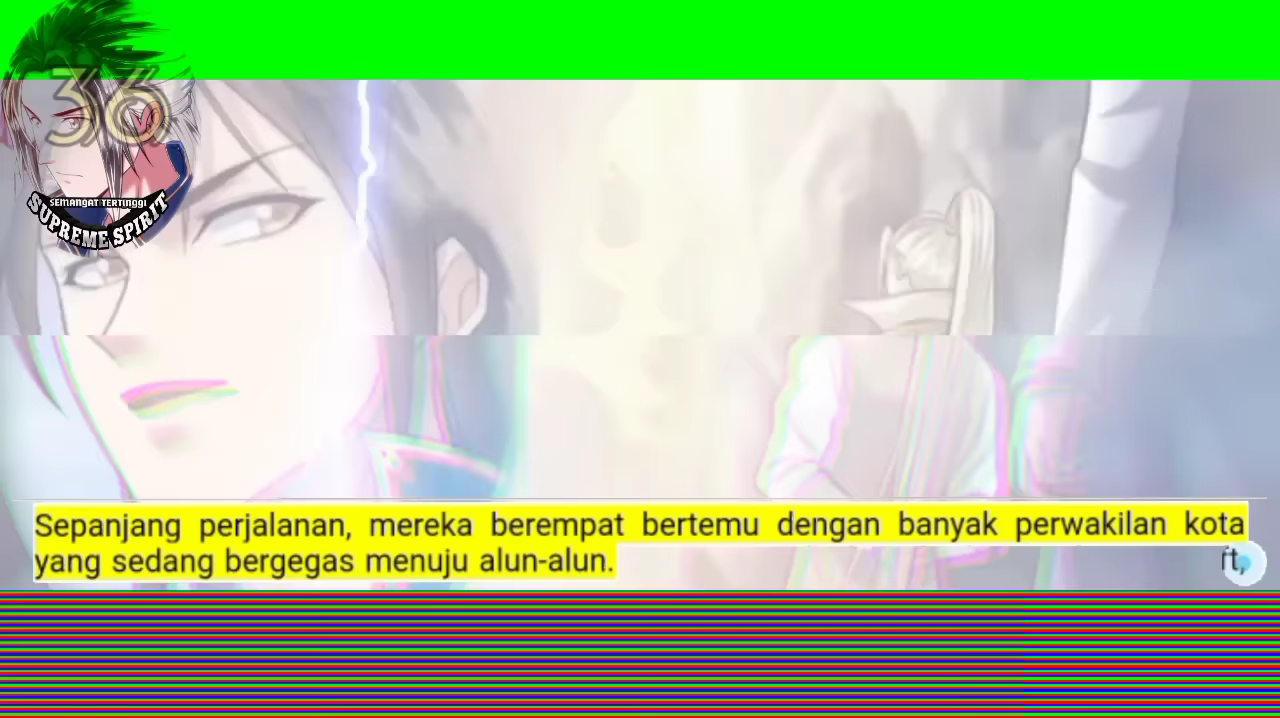 36
SEMANGAT TERTINGGI
SUPREME SPIRIT
Sepanjang perjalanan, mereka berempat bertemu dengan banyak perwakilan kota
yang sedang bergegas menuju alun-alun.